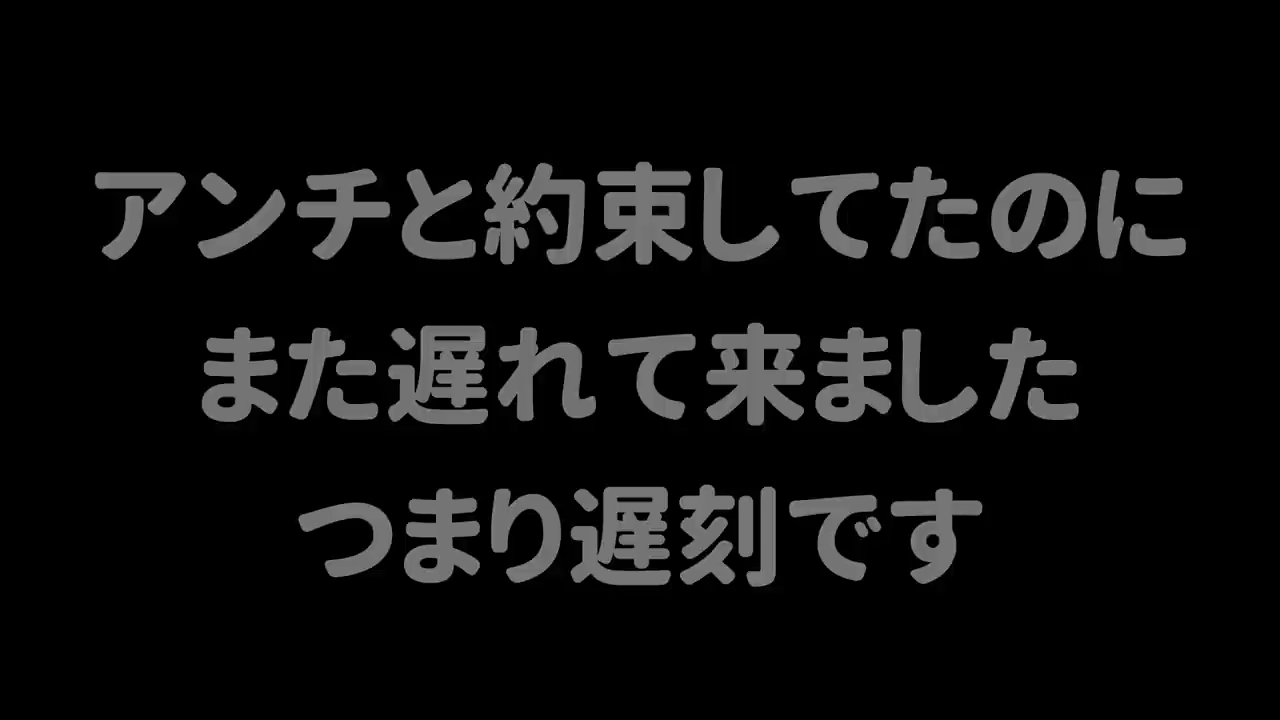 アンチと約束してたのに
また遅れて来ました
つまり遅刻です